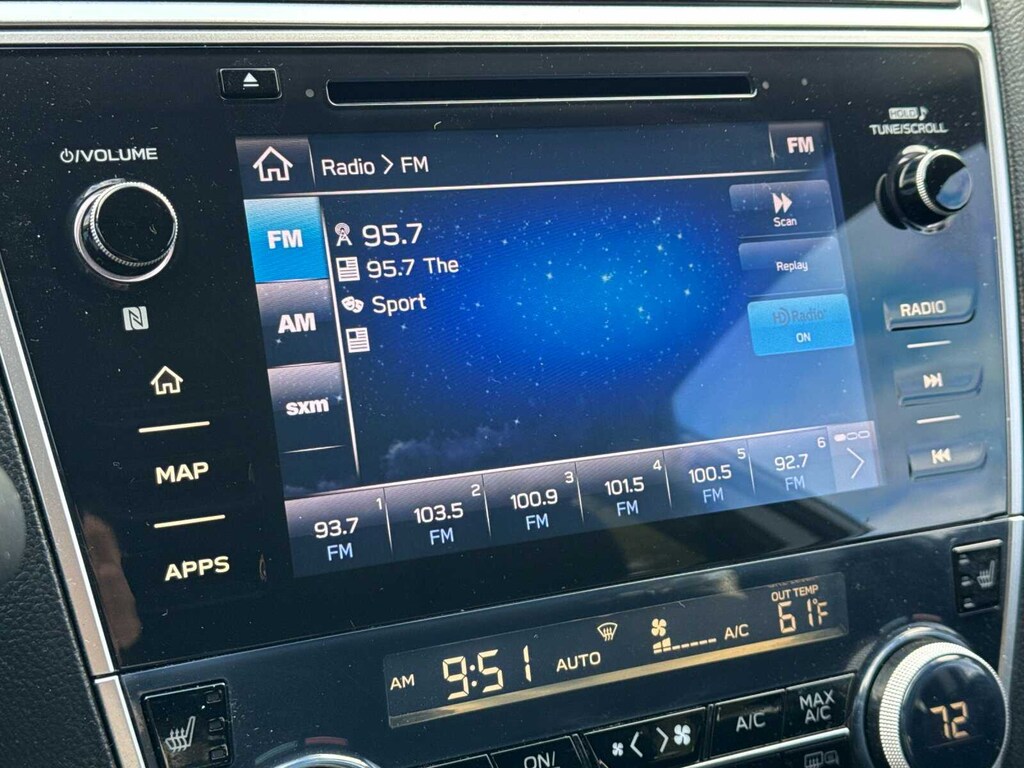 ⏻/VOLUME
HOLD ♪
TUNE/SCROLL
Radio > FM
FM
FM
AM
sxm
95.7
95.7 The
Sport
Scan
Replay
HD Radio
ON
RADIO
MAP
APPS
1
93.7
FM
2
103.5
FM
3
100.9
FM
4
101.5
FM
5
100.5
FM
6
92.7
FM
AM 9:51 AUTO A/C
OUT TEMP
61°F
ON/
A/C
MAX
A/C
72